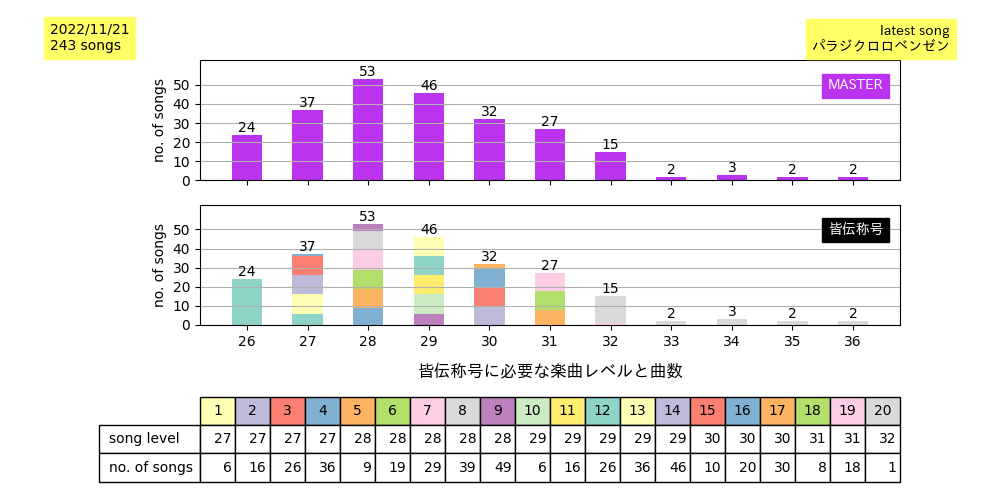 2022/11/21
243 songs
latest song
パラジクロロベンゼン
MASTER
no. of songs
50
40
30
20
10
0
24 37 53 46 32 27 15 2 3 2 2
皆伝称号
no. of songs
50
40
30
20
10
0
24 37 53 46 32 27 15 2 3 2 2
26 27 28 29 30 31 32 33 34 35 36
皆伝称号に必要な楽曲レベルと曲数
1 2 3 4 5 6 7 8 9 10 11 12 13 14 15 16 17 18 19 20
song level 27 27 27 27 28 28 28 28 28 29 29 29 29 29 30 30 30 31 31 32
no. of songs 6 16 26 36 9 19 29 39 49 6 16 26 36 46 10 20 30 8 18 1